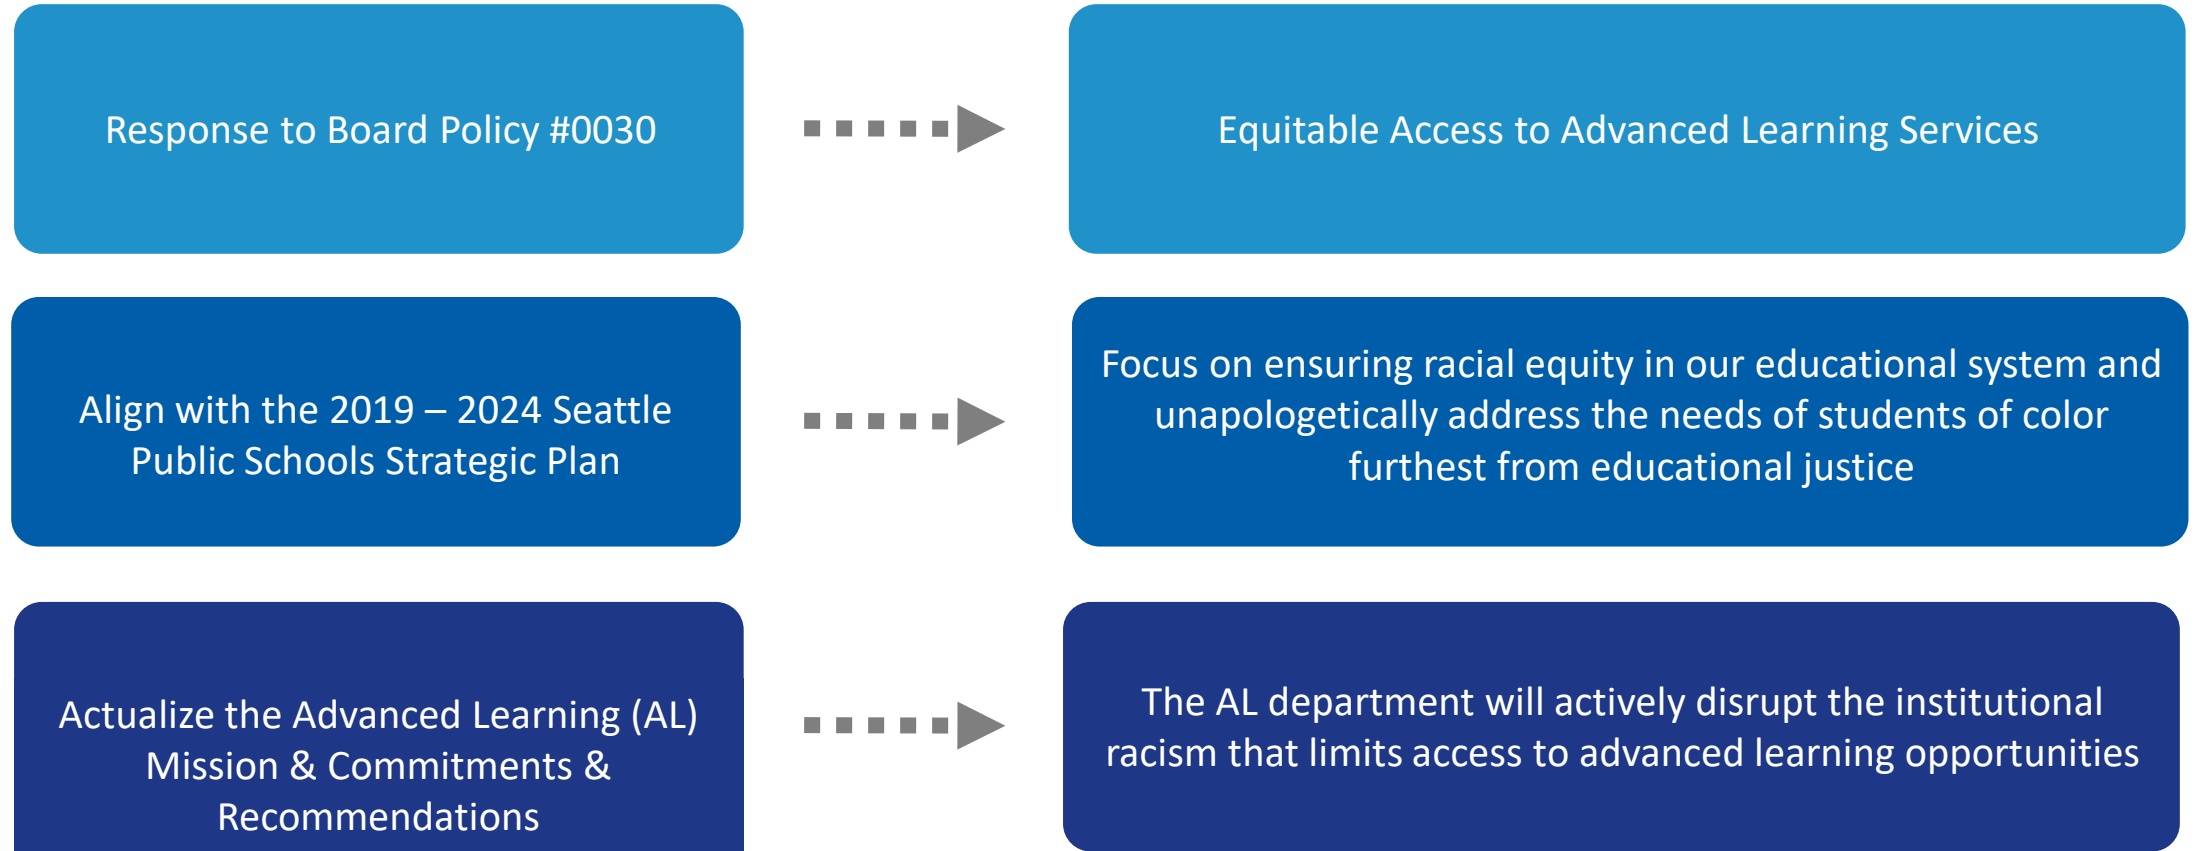 Response to Board Policy #0030
Equitable Access to Advanced Learning Services
Align with the 2019 – 2024 Seattle
Public Schools Strategic Plan
Focus on ensuring racial equity in our educational system and
unapologetically address the needs of students of color
furthest from educational justice
Actualize the Advanced Learning (AL)
Mission & Commitments &
Recommendations
The AL department will actively disrupt the institutional
racism that limits access to advanced learning opportunities